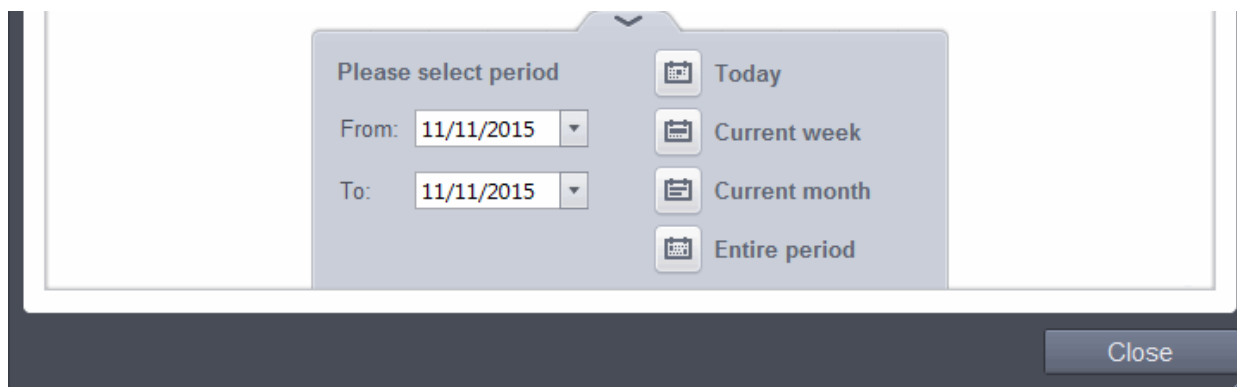 Please select period
From: 11/11/2015
To: 11/11/2015
Today
Current week
Current month
Entire period
Close